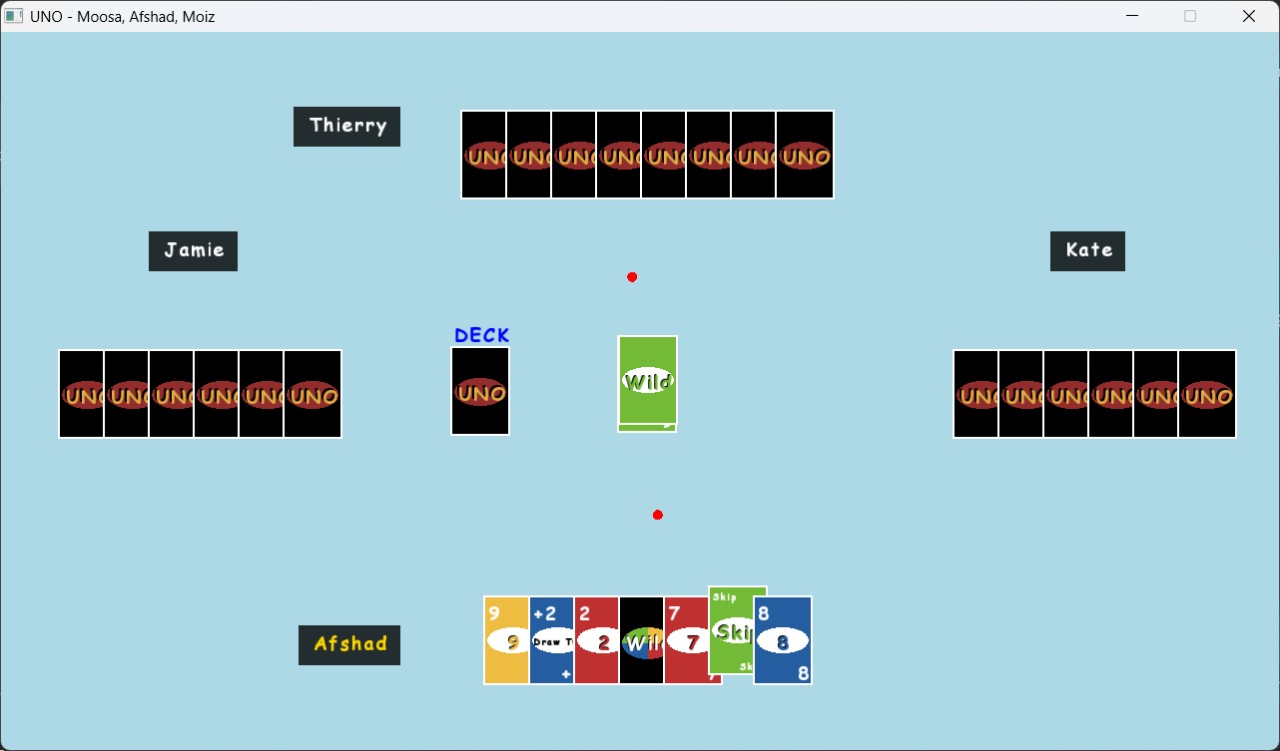 UNO - Moosa, Afshad, Moiz
Thierry
UNO UNO UNO UNO UNO UNO UNO UNO
Jamie
Kate
DECK
Wild
UNO UNO UNO UNO UNO UNO
UNO
UNO UNO UNO UNO UNO UNO
Skip
9 +2 2 7 8
9 Draw T 2 Wil 7 Ski 8
Afshad
+ Sk 8